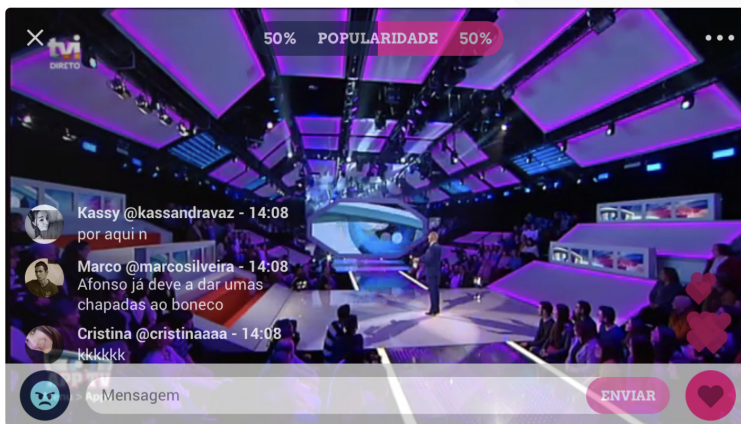 50% POPULARIDADE 50%
tvi
DIRETO
Kassy @kassandravaz - 14:08
por aqui n
Marco @marcosilveira - 14:08
Afonso já deve a dar umas
chapadas ao boneco
Cristina @cristinaaaa - 14:08
kkkkkk
Mensagem
ENVIAR